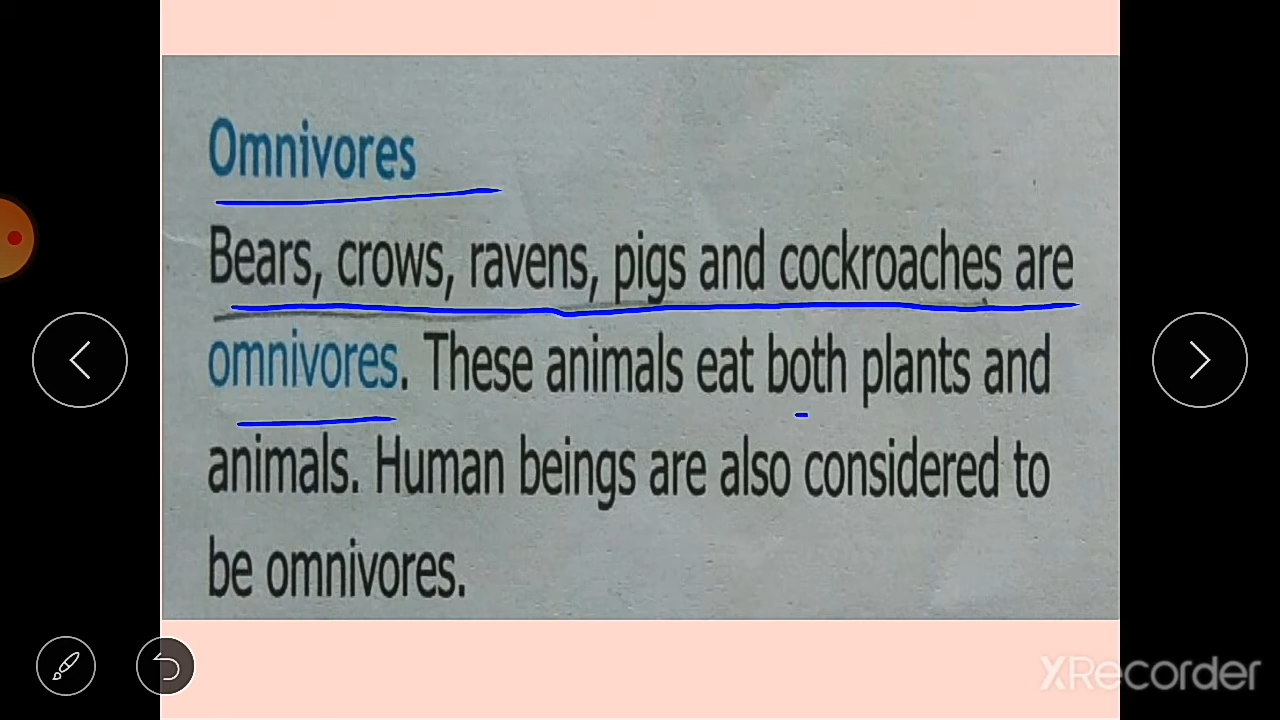 Omnivores
Bears, crows, ravens, pigs and cockroaches are
omnivores. These animals eat both plants and
animals. Human beings are also considered to
be omnivores.
XRecorder